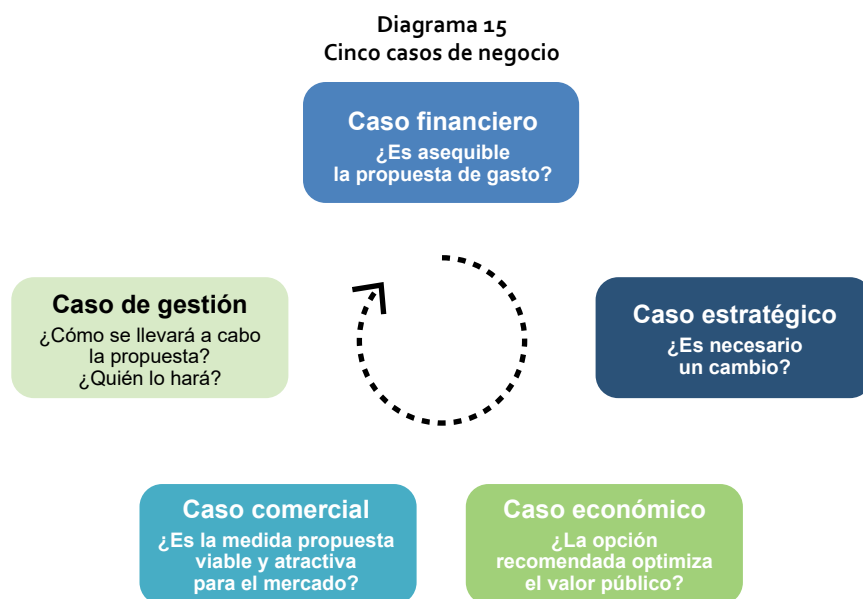 Diagrama 15
Cinco casos de negocio
Caso financiero
¿Es asequible
la propuesta de gasto?
Caso de gestión
¿Cómo se llevará a cabo
la propuesta?
¿Quién lo hará?
Caso estratégico
¿Es necesario
un cambio?
Caso comercial
¿Es la medida propuesta
viable y atractiva
para el mercado?
Caso económico
¿La opción
recomendada optimiza
el valor público?